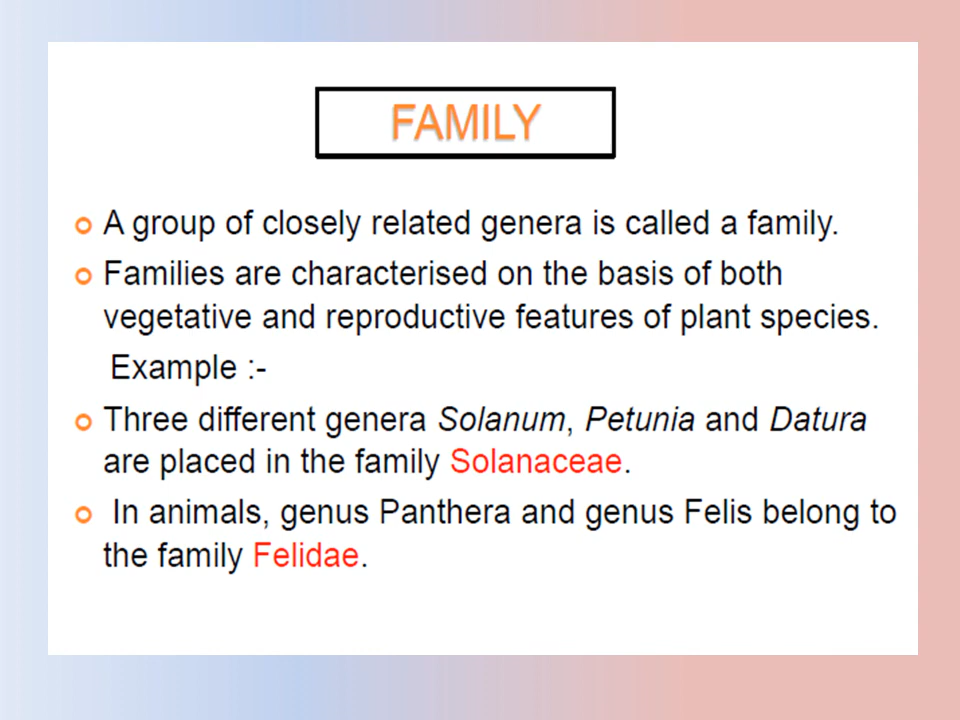 FAMILY
A group of closely related genera is called a family.
Families are characterised on the basis of both
vegetative and reproductive features of plant species.
Example :-
Three different genera Solanum, Petunia and Datura
are placed in the family Solanaceae.
In animals, genus Panthera and genus Felis belong to
the family Felidae.